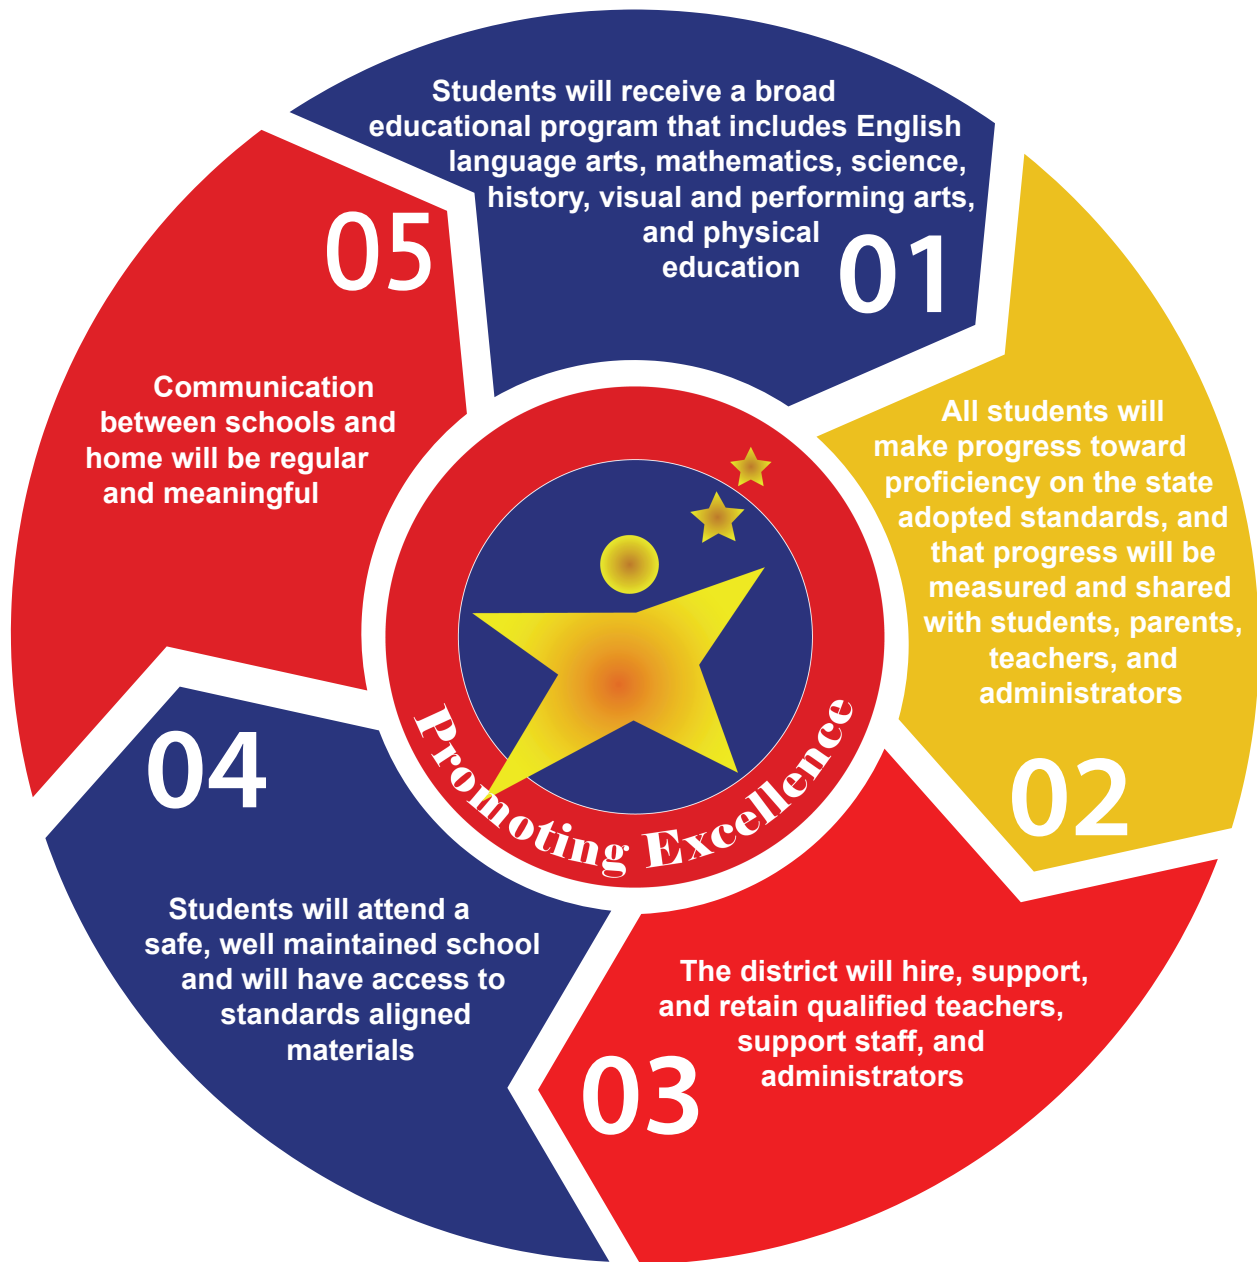 Students will receive a broad
educational program that includes English
language arts, mathematics, science,
history, visual and performing arts,
and physical
education
01
All students will
make progress toward
proficiency on the state
adopted standards, and
that progress will be
measured and shared
with students, parents,
teachers, and
administrators
02
The district will hire, support,
and retain qualified teachers,
support staff, and
administrators
03
04
Students will attend a
safe, well maintained school
and will have access to
standards aligned
materials
05
Communication
between schools and
home will be regular
and meaningful
Promoting Excellence